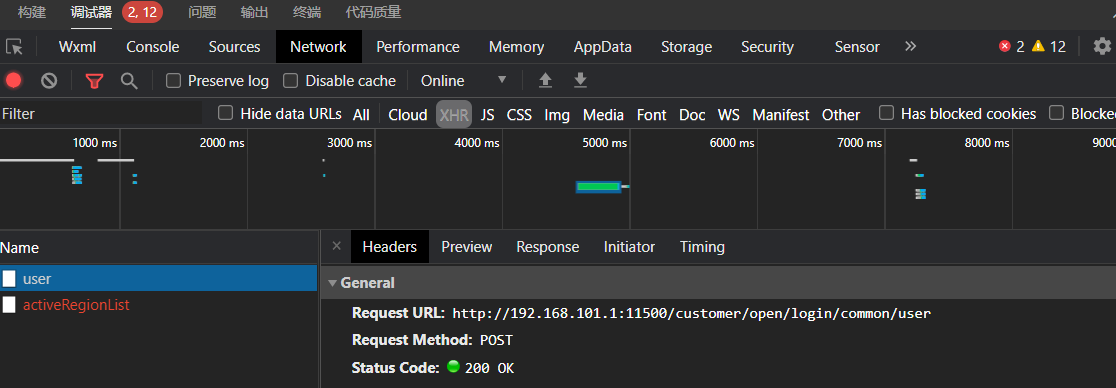 构建 调试器 2, 12 问题 输出 终端 代码质量
Wxml Console Sources Network Performance Memory AppData Storage Security Sensor » 2 12
Preserve log Disable cache Online
Filter Hide data URLs All Cloud XHR JS CSS Img Media Font Doc WS Manifest Other Has blocked cookies Blocked
1000 ms 2000 ms 3000 ms 4000 ms 5000 ms 6000 ms 7000 ms 8000 ms 9000
Name × Headers Preview Response Initiator Timing
user
activeRegionList
General
Request URL: http://192.168.101.1:11500/customer/open/login/common/user
Request Method: POST
Status Code: 200 OK